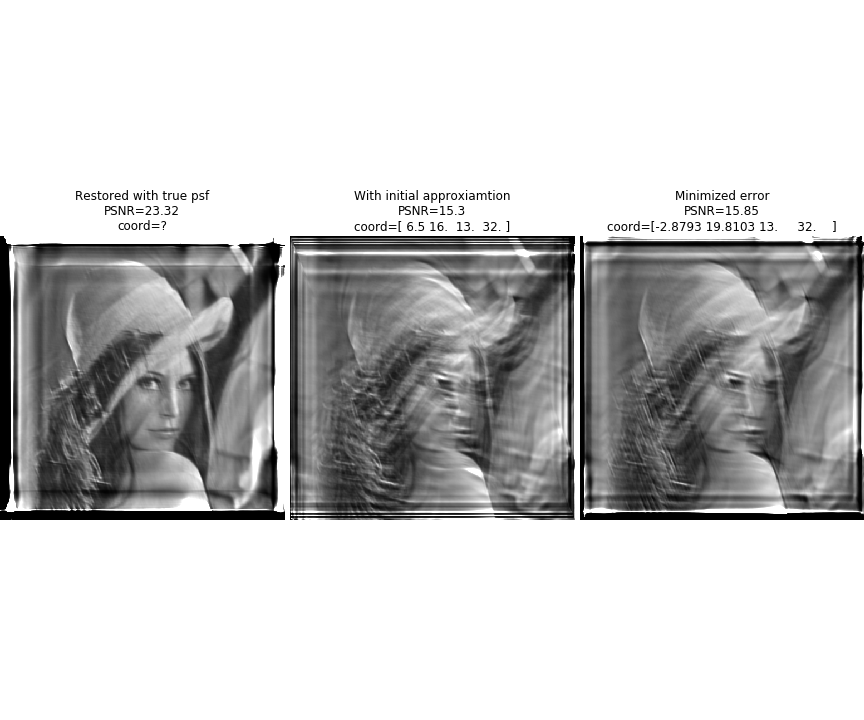 Restored with true psf
PSNR=23.32
coord=?
With initial approxiamtion
PSNR=15.3
coord=[ 6.5 16.  13.  32. ]
Minimized error
PSNR=15.85
coord=[-2.8793 19.8103 13.     32.    ]